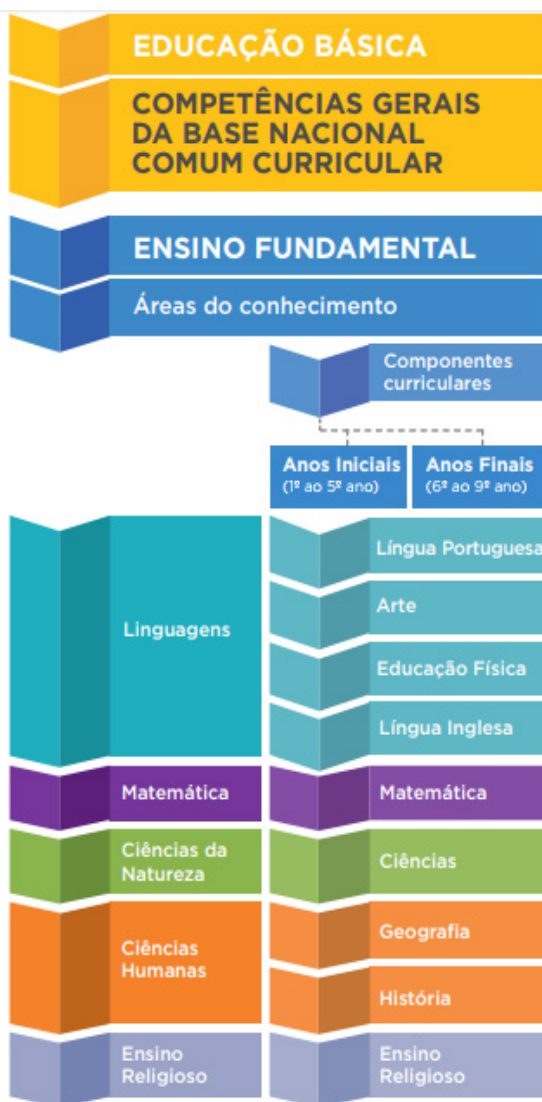 EDUCAÇÃO BÁSICA
COMPETÊNCIAS GERAIS
DA BASE NACIONAL
COMUM CURRICULAR
ENSINO FUNDAMENTAL
Áreas do conhecimento
Componentes
curriculares
Anos Iniciais
(1º ao 5º ano)
Anos Finais
(6º ao 9º ano)
Linguagens
Língua Portuguesa
Arte
Educação Física
Língua Inglesa
Matemática
Matemática
Ciências da
Natureza
Ciências
Ciências
Humanas
Geografia
História
Ensino
Religioso
Ensino
Religioso